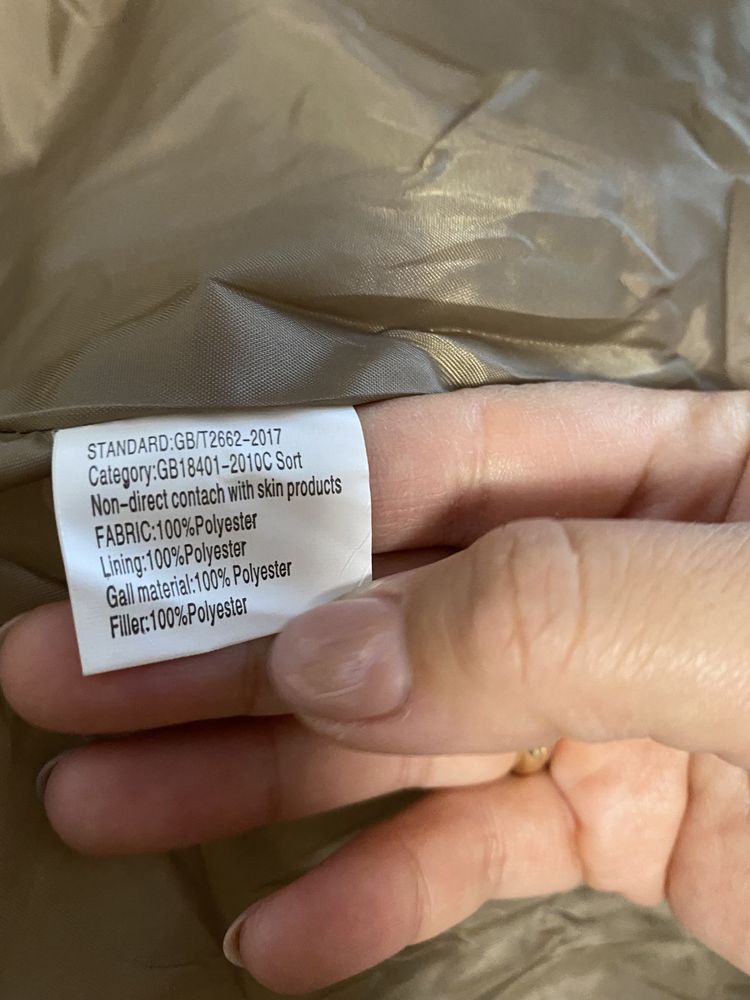 STANDARD:GB/T2662-2017
Category:GB18401-2010C Sort
Non-direct contach with skin products
FABRIC:100%Polyester
Lining:100%Polyester
Gall material:100% Polyester
Filler:100%Polyester